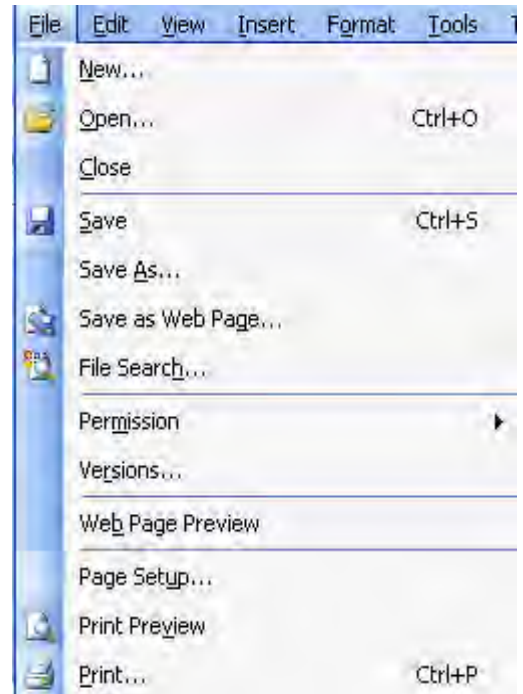 File Edit View Insert Format Tools
New...
Open... Ctrl+O
Close
Save Ctrl+S
Save As...
Save as Web Page...
File Search...
Permission
Versions...
Web Page Preview
Page Setup...
Print Preview
Print... Ctrl+P